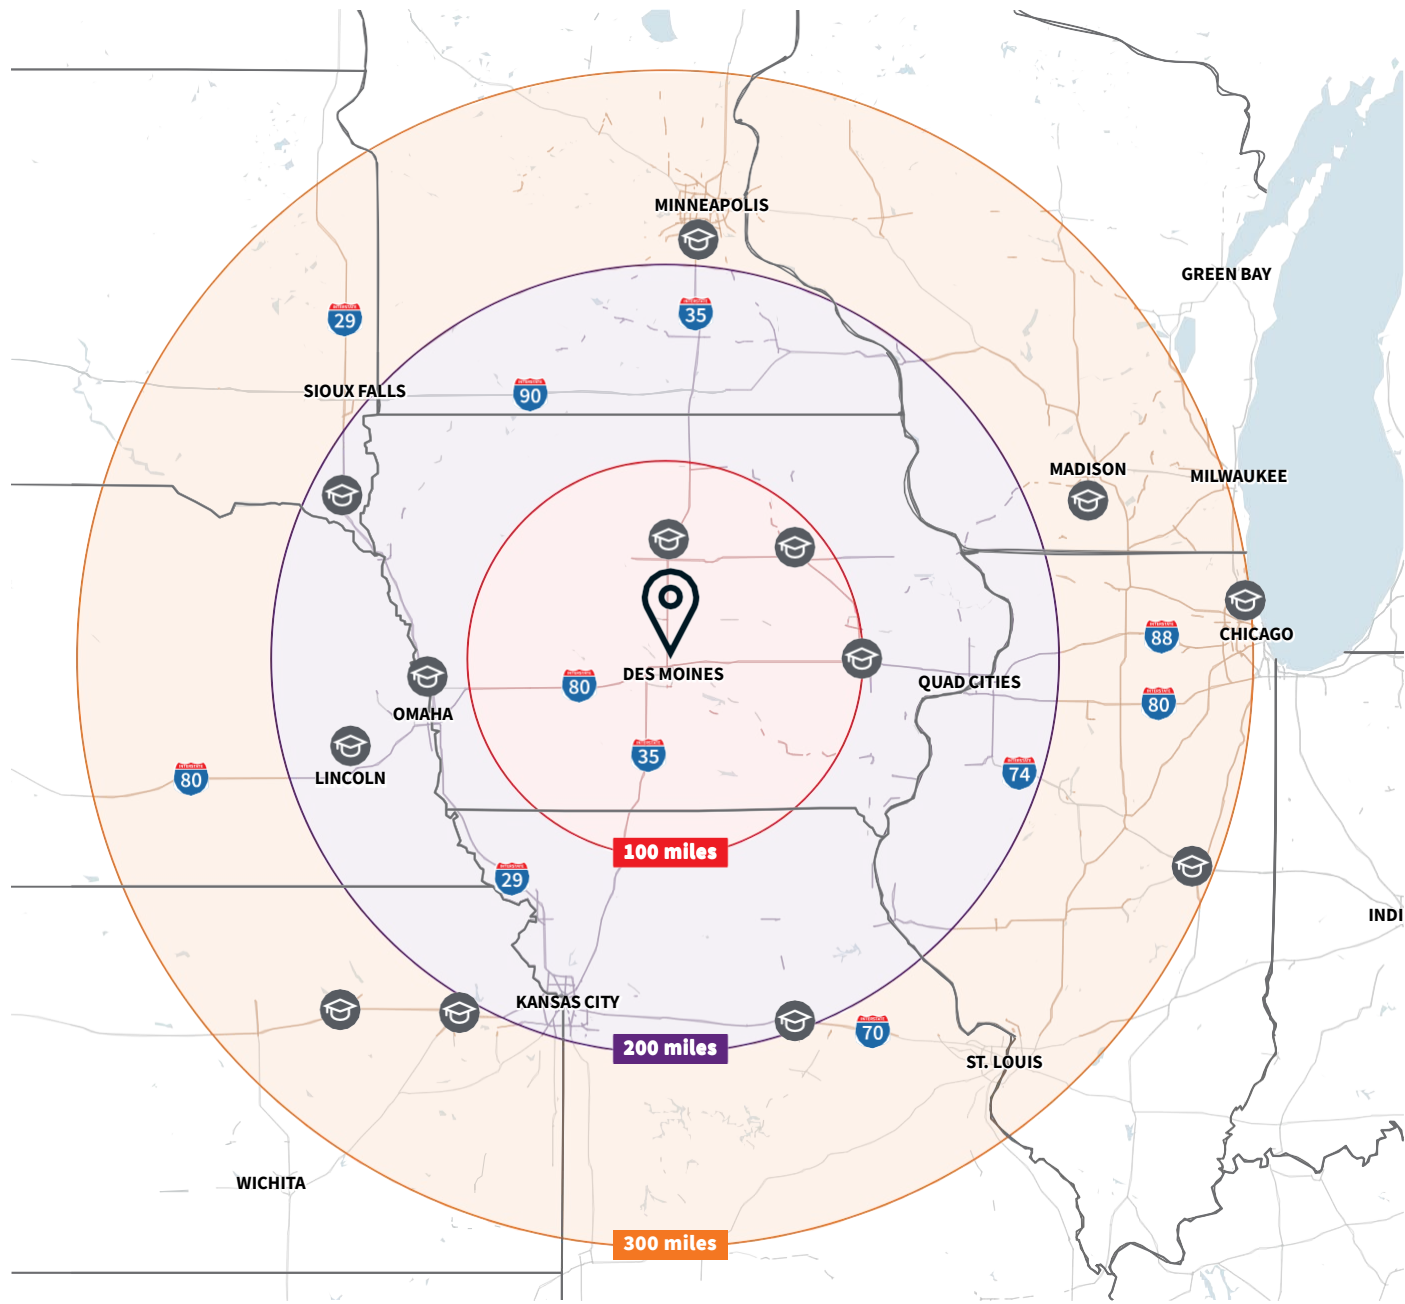 MINNEAPOLIS
GREEN BAY
35
29
SIOUX FALLS
90
MADISON
MILWAUKEE
CHICAGO
88
DES MOINES
QUAD CITIES
80
80
OMAHA
35
LINCOLN
80
74
100 miles
29
INDI
KANSAS CITY
70
200 miles
ST. LOUIS
WICHITA
300 miles